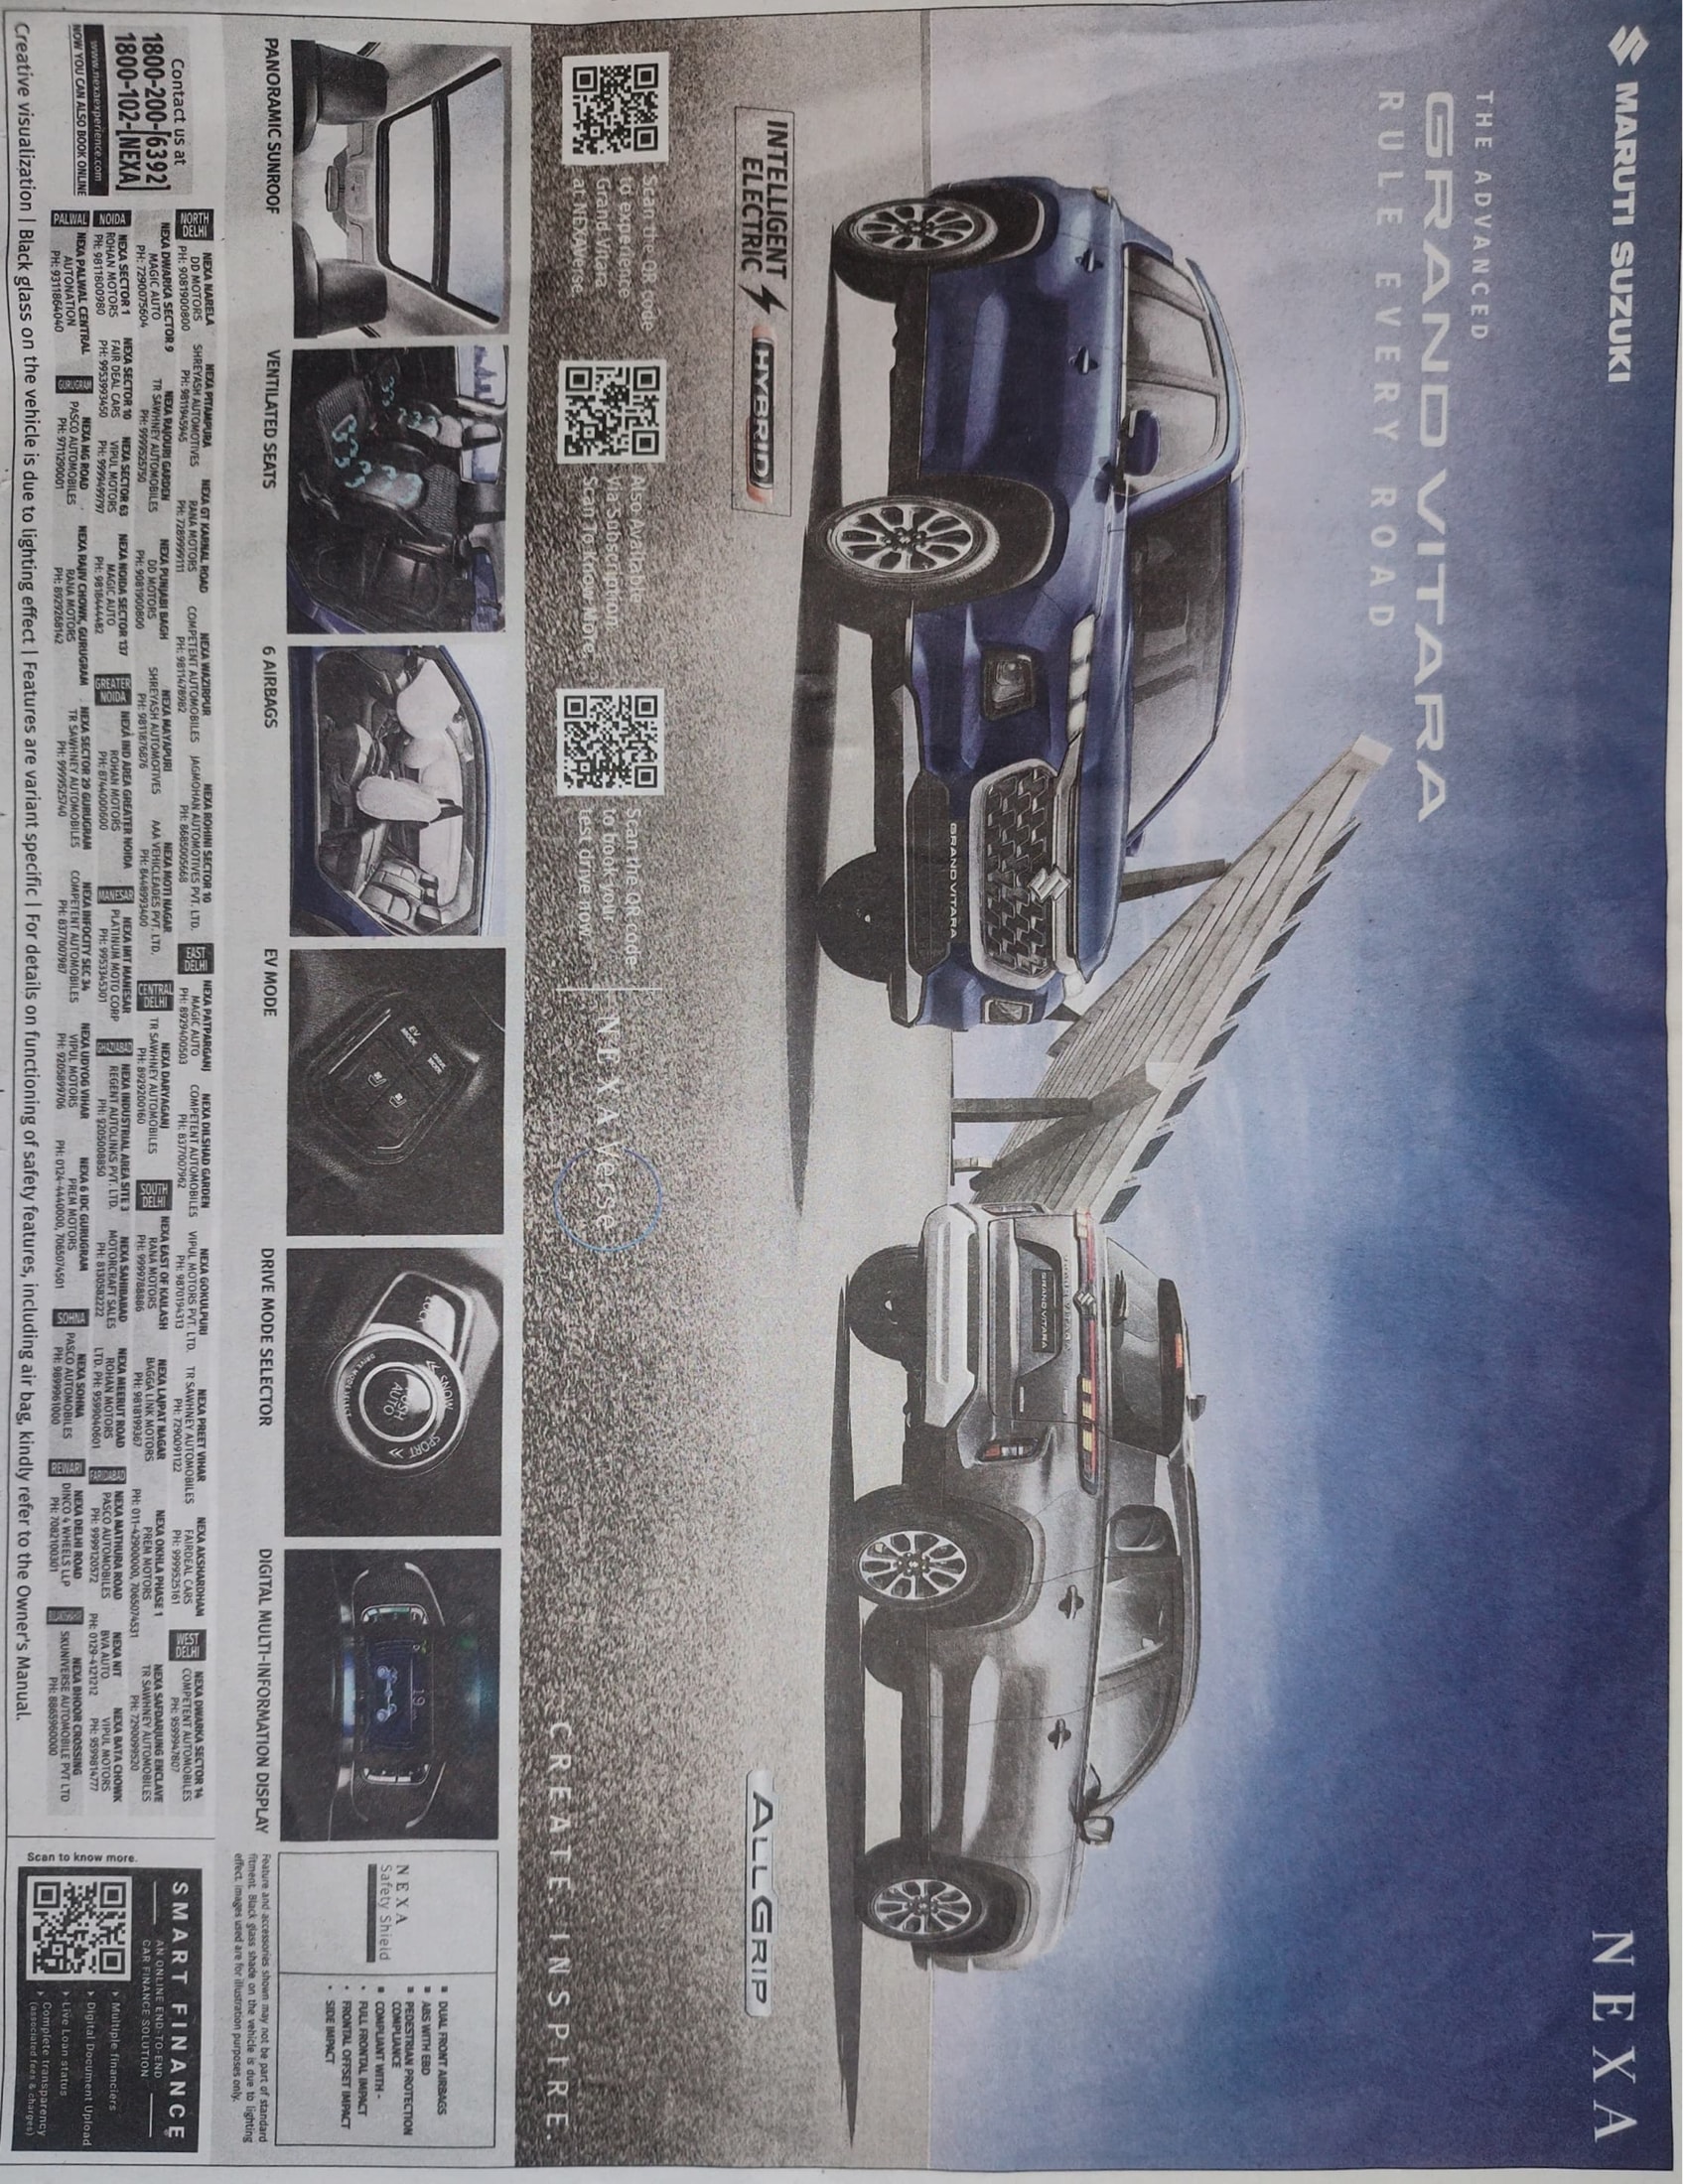 MARUTI SUZUKI
NEXA
THE ADVANCED
GRAND VITARA
RULE EVERY ROAD
GRAND VITARA
GRAND VITARA
INTELLIGENT
ELECTRIC
HYBRID
ALLGRIP
Scan the QR code
to experience
Grand Vitara
at NEXAVerse.
Also Available
Via Subscription.
Scan To Know More.
Scan the QR code
to book your
test drive now.
NEXA Verse
CREATE. INSPIRE.
EV MODE
DRIVE MODE
LOCK
SNOW
SPORT
PUSH
AUTO
DRIVE MODE SELECT
19
PANORAMIC SUNROOF
VENTILATED SEATS
6 AIRBAGS
EV MODE
DRIVE MODE SELECTOR
DIGITAL MULTI-INFORMATION DISPLAY
NEXA
Safety Shield
DUAL FRONT AIRBAGS
ABS WITH EBD
PEDESTRIAN PROTECTION
COMPLIANCE
COMPLIANT WITH -
FULL FRONTAL IMPACT
FRONTAL OFFSET IMPACT
SIDE IMPACT
Feature and accessories shown may not be part of standard
fitment. Black glass shade on the vehicle is due to lighting
effect. images used are for illustration purposes only.
Contact us at
1800-200-[6392]
1800-102-[NEXA]
www.nexaexperience.com
NOW YOU CAN ALSO BOOK ONLINE
NORTH DELHI
NEXA NARELA
DD MOTORS
PH: 9081900800
NEXA PITAMPURA
SHREYASH AUTOMOTIVES
PH: 9811945945
NEXA GT KARNAL ROAD
RANA MOTORS
PH: 7289999111
NEXA WAZIRPUR
COMPETENT AUTOMOBILES
PH: 9811478982
NEXA ROHINI SECTOR 10
JAGMOHAN AUTOMOTIVES PVT. LTD.
PH: 8685005668
EAST DELHI
NEXA PATPARGANJ
MAGIC AUTO
PH: 8929400503
NEXA DILSHAD GARDEN
COMPETENT AUTOMOBILES
PH: 8377007962
NEXA GOKULPURI
VIPUL MOTORS PVT. LTD.
PH: 9870194313
NEXA PREET VIHAR
TR SAWHNEY AUTOMOBILES
PH: 7290091122
NEXA AKSHARDHAM
FAIRDEAL CARS
PH: 9999525161
WEST DELHI
NEXA DWARKA SECTOR 14
COMPETENT AUTOMOBILES
PH: 9599947807
NEXA DWARKA SECTOR 9
MAGIC AUTO
PH: 7290075604
NEXA RAJOURI GARDEN
TR SAWHNEY AUTOMOBILES
PH: 9999525750
NEXA PUNJABI BAGH
DD MOTORS
PH: 9081900800
NEXA MAYAPURI
SHREYASH AUTOMOTIVES
PH: 9811876876
NEXA MOTI NAGAR
AAA VEHICLEADES PVT. LTD.
PH: 8448993400
CENTRAL DELHI
NEXA DARYAGANJ
TR SAWHNEY AUTOMOBILES
PH: 8929200160
SOUTH DELHI
NEXA EAST OF KAILASH
RANA MOTORS
PH: 9999788886
NEXA LAJPAT NAGAR
BAGGA LINK MOTORS
PH: 9818199367
NEXA OKHLA PHASE 1
PREM MOTORS
PH: 011-42900000, 7065074531
NEXA SAFDARJUNG ENCLAVE
TR SAWHNEY AUTOMOBILES
PH: 7290099520
NOIDA
NEXA SECTOR 1
ROHAN MOTORS
PH: 9811800980
NEXA SECTOR 10
FAIR DEAL CARS
PH: 9953993450
NEXA SECTOR 63
VIPUL MOTORS
PH: 9999499797
NEXA NOIDA SECTOR 137
MAGIC AUTO
PH: 9818444482
GREATER NOIDA
NEXA IND AREA GREATER NOIDA
ROHAN MOTORS
PH: 8744000600
MANESAR
NEXA IMT MANESAR
PLATINUM MOTO CORP
PH: 9953345301
NEXA INDUSTRIAL AREA SITE 3
REGENT AUTOLINKS PVT. LTD.
PH: 9205008850
NEXA SAHIBABAD
MOTORCRAFT SALES
PH: 8130582222
NEXA MEERUT ROAD
ROHAN MOTORS
LTD. PH: 9599040601
NEXA MATHURA ROAD
PASCO AUTOMOBILES
PH: 9999120572
NEXA NIT
BVA AUTO
PH: 0129-4121212
NEXA BATA CHOWK
VIPUL MOTORS
PH: 9599814777
PALWAL
NEXA PALWAL CENTRAL
AUTONATION
PH: 9311864040
GURUGRAM
NEXA MG ROAD
PASCO AUTOMOBILES
PH: 9711290001
NEXA RAJIV CHOWK, GURUGRAM
RANA MOTORS
PH: 8929268142
NEXA SECTOR 29 GURUGRAM
TR SAWHNEY AUTOMOBILES
PH: 9999525740
NEXA INFOCITY SEC 34
COMPETENT AUTOMOBILES
PH: 8377007987
NEXA UDYOG VIHAR
VIPUL MOTORS
PH: 9205899706
NEXA 6 IDC GURUGRAM
PREM MOTORS
PH: 0124-4440000, 7065074501
SOHNA
NEXA SOHNA
PASCO AUTOMOBILES
PH: 9899961000
REWARI
NEXA DELHI ROAD
DINCO 4 WHEELS LLP
PH: 7082100301
NEXA BHOOR CROSSING
SKUNIVERSE AUTOMOBILE PVT LTD
PH: 8865960000
Scan to know more.
SMART FINANCE
AN ONLINE END-TO-END
CAR FINANCE SOLUTION
Multiple financiers
Digital Document Upload
Live Loan status
Complete transparency
(associated fees & charges)
Creative visualization | Black glass on the vehicle is due to lighting effect | Features are variant specific | For details on functioning of safety features, including air bag, kindly refer to the Owner's Manual.